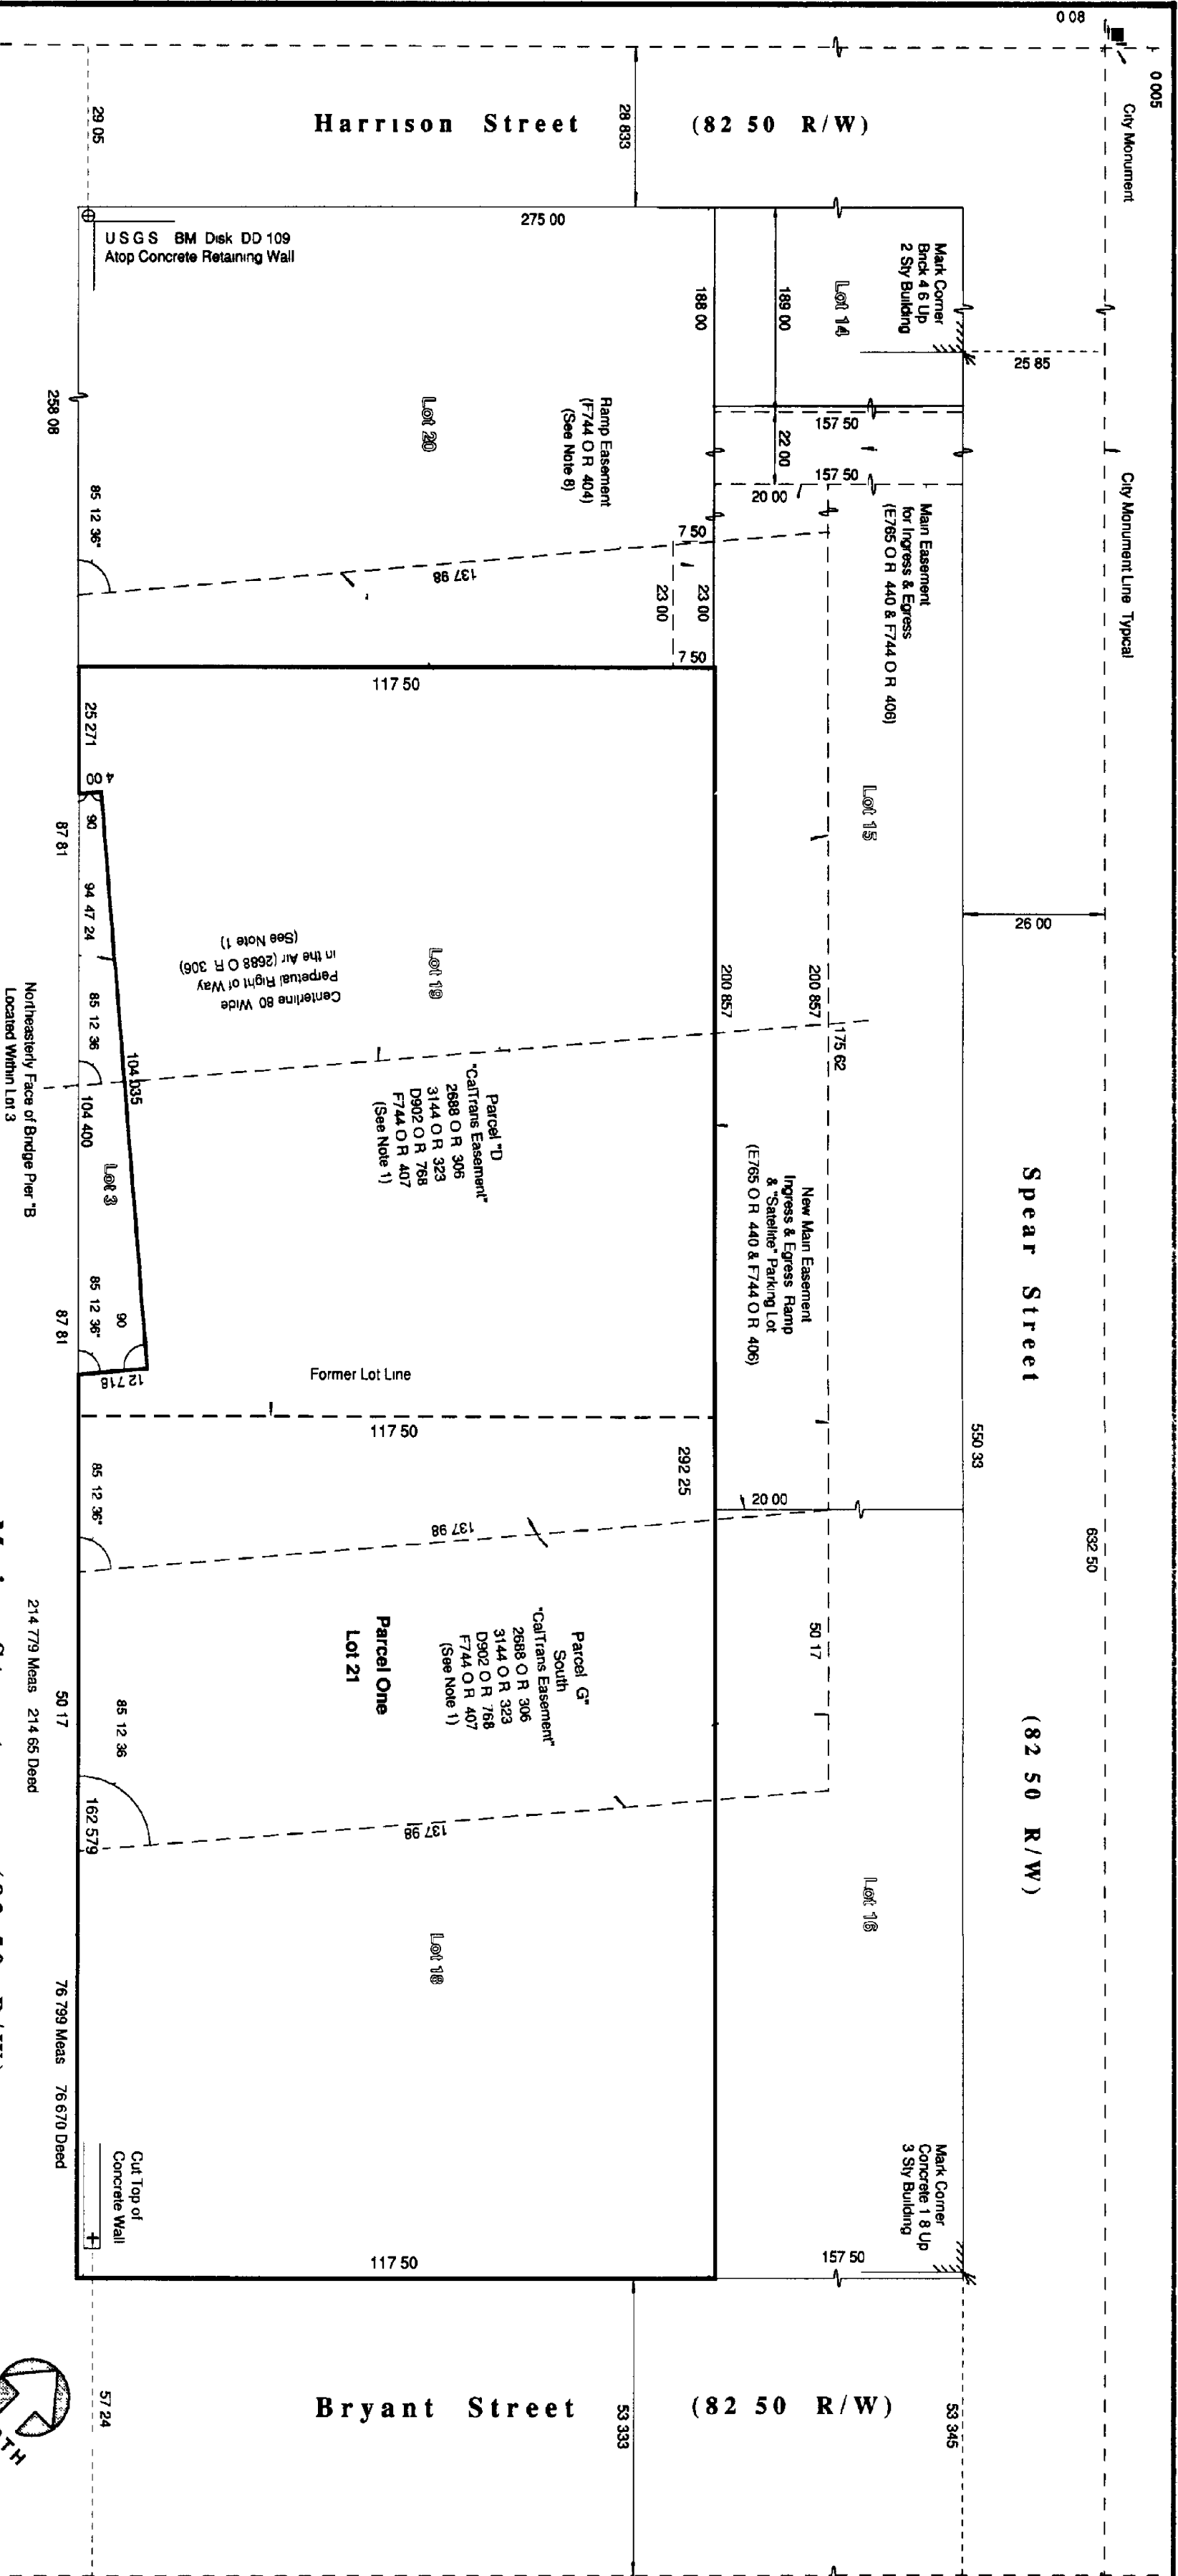 0 08
0 005
City Monument
City Monument Line Typical
Harrison Street (82 50 R/W)
28 833
29 05
U S G S BM Disk DD 109
Atop Concrete Retaining Wall
275 00
188 00
189 00
Lot 14
Mark Corner
Brick 4 6 Up
2 Sty Building
25 85
157 50
22 00
157 50
20 00
Main Easement
for Ingress & Egress
(E765 O R 440 & F744 O R 406)
Ramp Easement
(F744 O R 404)
(See Note 8)
Lot 20
258 08
85 12 36"
137 98
7 50
23 00
23 00
7 50
117 50
Lot 15
26 00
25 271
4 00
90
87 81
94 47 24
85 12 36
104 035
104 400
Lot 3
Northeasterly Face of Bridge Pier "B
Located Within Lot 3
Centerline 80 Wide
Perpetual Right of Way
in the Air (2688 O R 306)
(See Note 1)
Lot 19
200 857
200 857
175 62
Parcel "D
"CalTrans Easement"
2688 O R 306
3144 O R 323
D902 O R 768
F744 O R 407
(See Note 1)
New Main Easement
Ingress & Egress Ramp
& "Satellite" Parking Lot
(E765 O R 440 & F744 O R 406)
Spear Street (82 50 R/W)
550 33
632 50
85 12 36"
90
87 81
12 718
Former Lot Line
117 50
292 25
20 00
85 12 36"
137 98
50 17
Parcel G"
South
"CalTrans Easement"
2688 O R 306
3144 O R 323
D902 O R 768
F744 O R 407
(See Note 1)
Parcel One
Lot 21
214 779 Meas 214 65 Deed
50 17
85 12 36
162 579
137 98
Lot 16
Lot 18
76 799 Meas 76 670 Deed
Cut Top of
Concrete Wall
Mark Corner
Concrete 1 8 Up
3 Sty Building
117 50
157 50
Bryant Street (82 50 R/W)
57 24
53 333
53 345